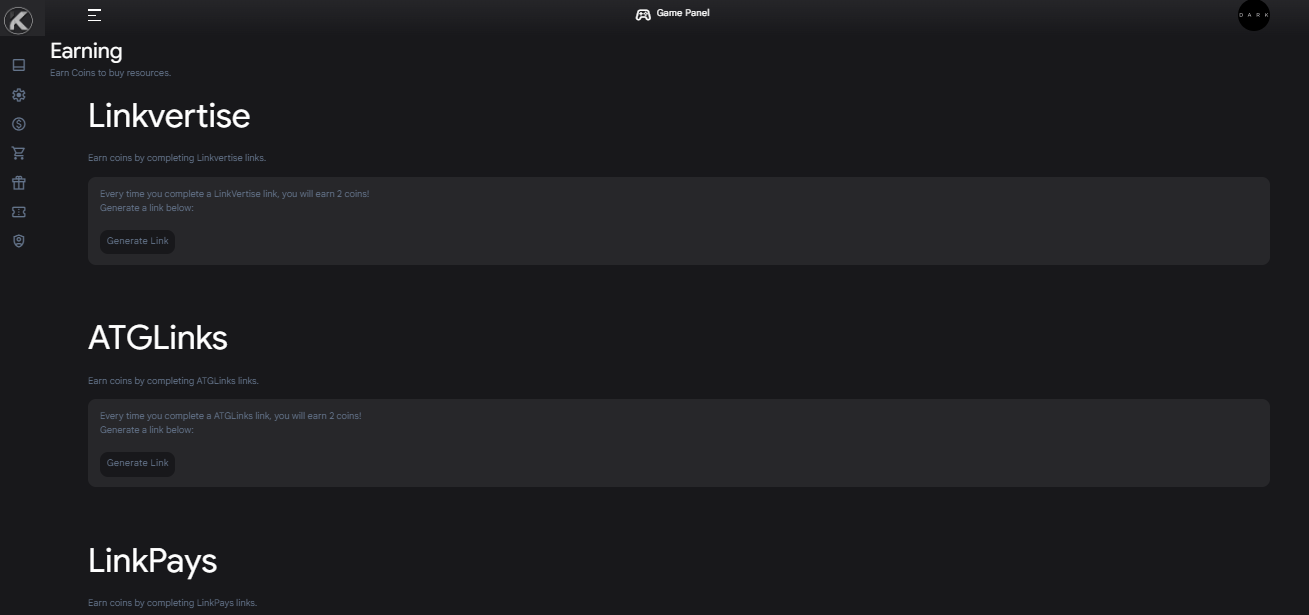 Game Panel
DARK
Earning
Earn Coins to buy resources.
Linkvertise
Earn coins by completing Linkvertise links.
Every time you complete a LinkVertise link, you will earn 2 coins!
Generate a link below:
Generate Link
ATGLinks
Earn coins by completing ATGLinks links.
Every time you complete a ATGLinks link, you will earn 2 coins!
Generate a link below:
Generate Link
LinkPays
Earn coins by completing LinkPays links.